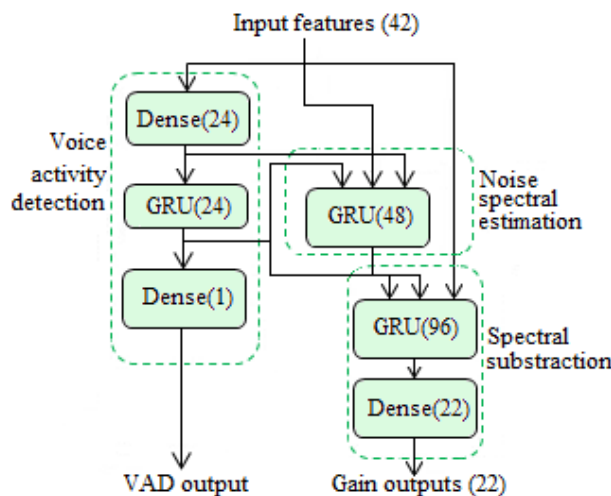 Input features (42)
Dense(24)
Voice
activity
detection
GRU(24)
GRU(48)
Noise
spectral
estimation
Dense(1)
GRU(96)
Spectral
substraction
Dense(22)
VAD output
Gain outputs (22)